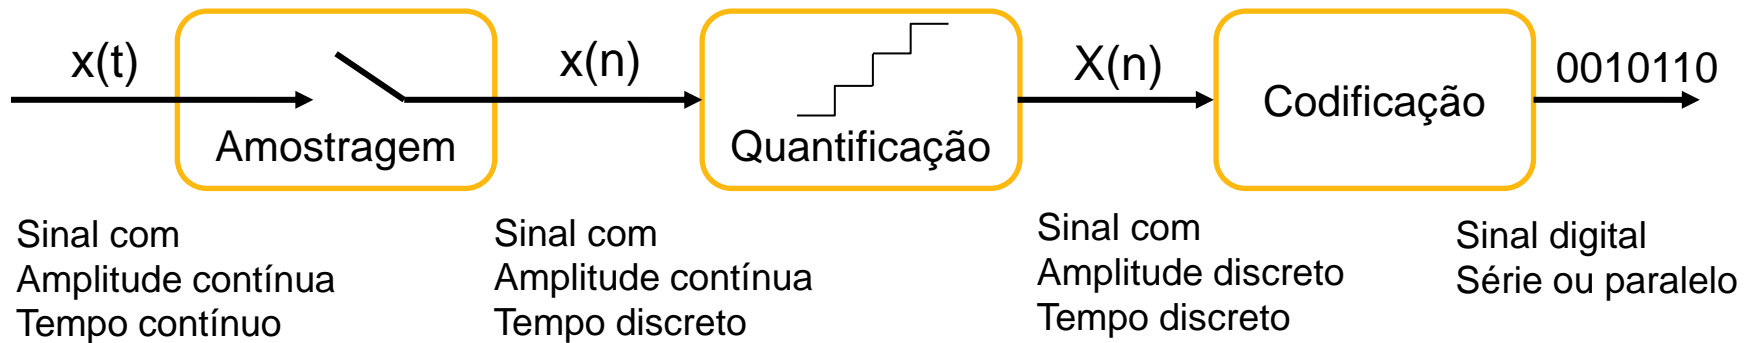 x(t)
x(n)
X(n)
0010110
Amostragem
Quantificação
Codificação
Sinal com
Amplitude contínua
Tempo contínuo
Sinal com
Amplitude contínua
Tempo discreto
Sinal com
Amplitude discreto
Tempo discreto
Sinal digital
Série ou paralelo